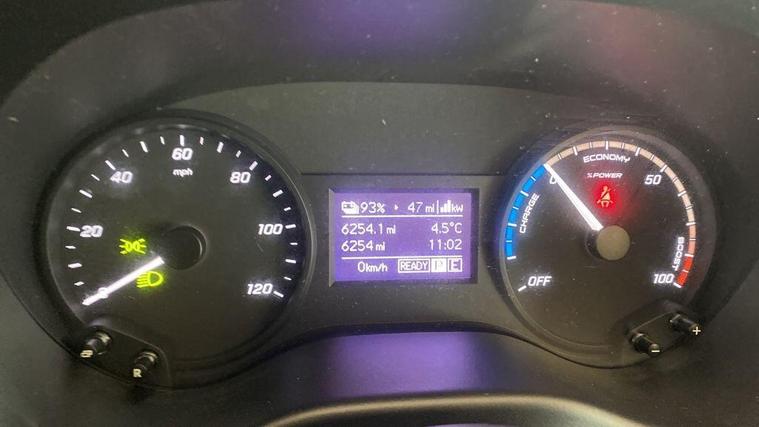 0
20
40
60
80
100
120
mph
S
R
93% ▸ 47 mi kW
6254.1 mi 4.5°C
6254 mi 11:02
0km/h READY P E
OFF
CHARGE
0
ECONOMY
%POWER
50
BOOST
100
-
+